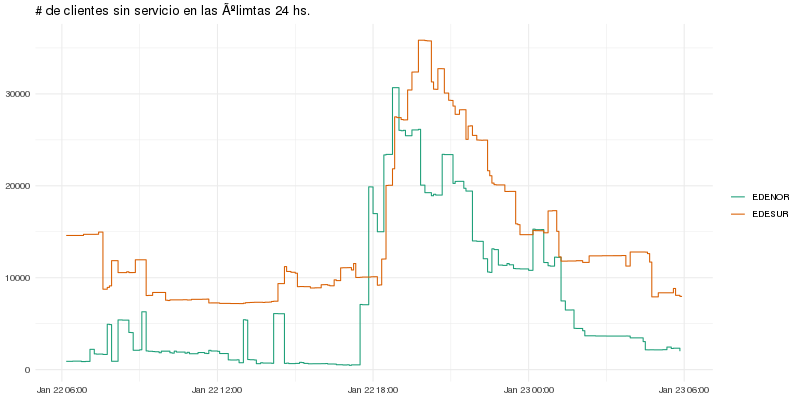 # de clientes sin servicio en las Ãºlimtas 24 hs.
30000
20000
10000
0
Jan 22 06:00
Jan 22 12:00
Jan 22 18:00
Jan 23 00:00
Jan 23 06:00
EDENOR
EDESUR